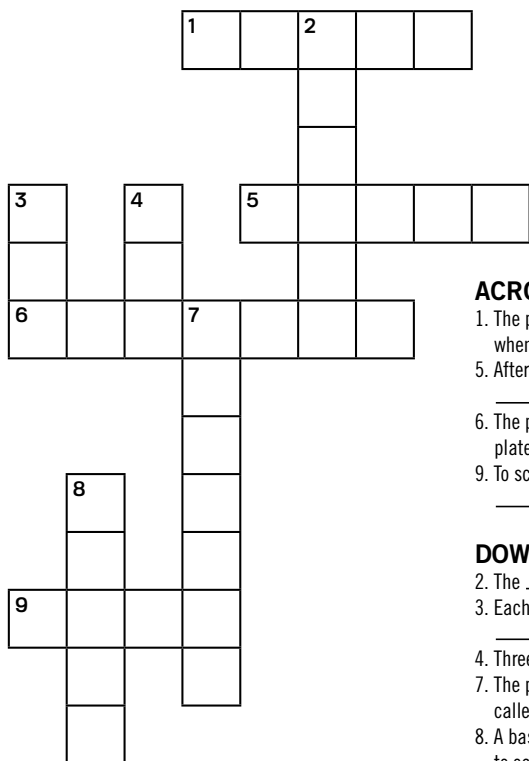 1
2
3
4
5
6
7
8
9
ACRO
1. The p
when
5. After
6. The p
plate
9. To sc
DOW
2. The
3. Each
4. Three
7. The p
calle
8. A bas